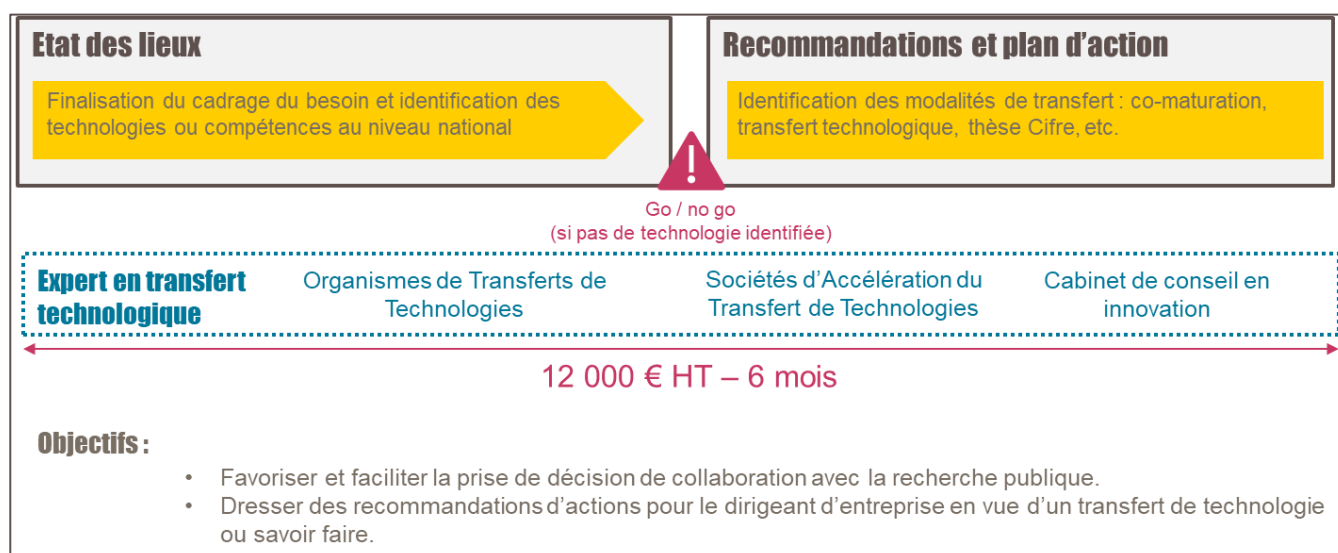 Etat des lieux
Finalisation du cadrage du besoin et identification des
technologies ou compétences au niveau national
Recommandations et plan d'action
Identification des modalités de transfert : co-maturation,
transfert technologique, thèse Cifre, etc.
!
Go / no go
(si pas de technologie identifiée)
Expert en transfert
technologique
Organismes de Transferts de
Technologies
Sociétés d'Accélération du
Transfert de Technologies
Cabinet de conseil en
innovation
12 000 € HT – 6 mois
Objectifs :
• Favoriser et faciliter la prise de décision de collaboration avec la recherche publique.
• Dresser des recommandations d'actions pour le dirigeant d'entreprise en vue d'un transfert de technologie
ou savoir faire.